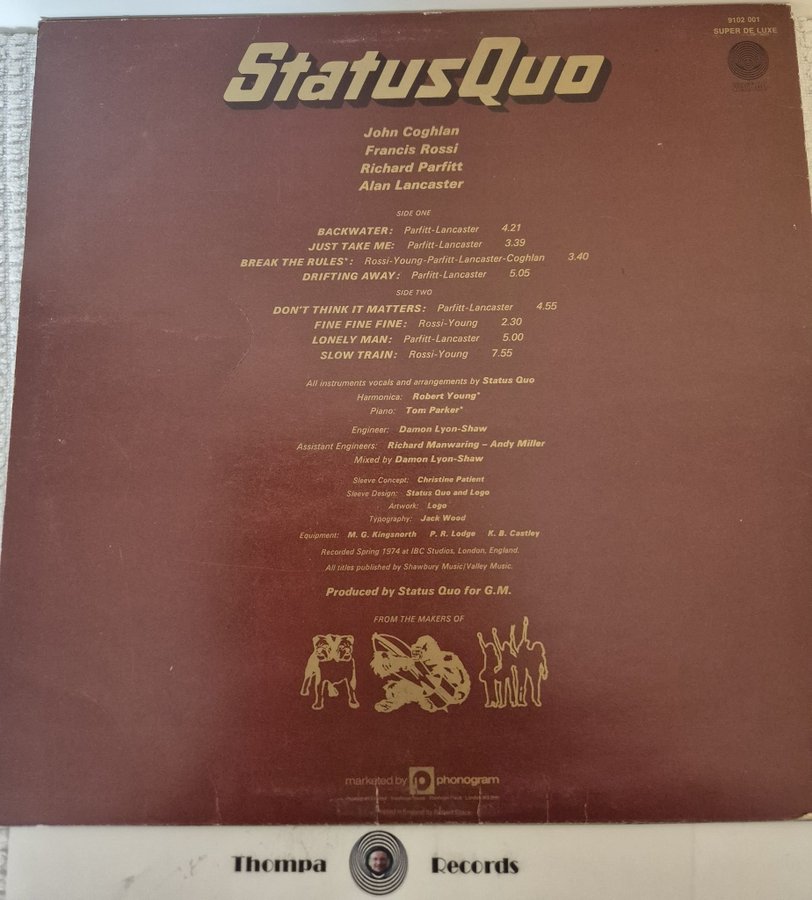 9102 001
SUPER DE LUXE
Status Quo
John Coghlan
Francis Rossi
Richard Parfitt
Alan Lancaster
SIDE ONE
BACKWATER: Parfitt-Lancaster 4.21
JUST TAKE ME: Parfitt-Lancaster 3.39
BREAK THE RULES*: Rossi-Young-Parfitt-Lancaster-Coghlan 3.40
DRIFTING AWAY: Parfitt-Lancaster 5.05
SIDE TWO
DON'T THINK IT MATTERS: Parfitt-Lancaster 4.55
FINE FINE FINE: Rossi-Young 2.30
LONELY MAN: Parfitt-Lancaster 5.00
SLOW TRAIN: Rossi-Young 7.55
All instruments vocals and arrangements by Status Quo
Harmonica: Robert Young*
Piano: Tom Parker*
Engineer: Damon Lyon-Shaw
Assistant Engineers: Richard Manwaring – Andy Miller
Mixed by Damon Lyon-Shaw
Sleeve Concept: Christine Patient
Sleeve Design: Status Quo and Logo
Artwork: Logo
Typography: Jack Wood
Equipment: M. G. Kingsnorth P. R. Lodge K. B. Castley
Recorded Spring 1974 at IBC Studios, London, England.
All titles published by Shawbury Music/Valley Music.
Produced by Status Quo for G.M.
FROM THE MAKERS OF
marketed by phonogram
Thompa Records